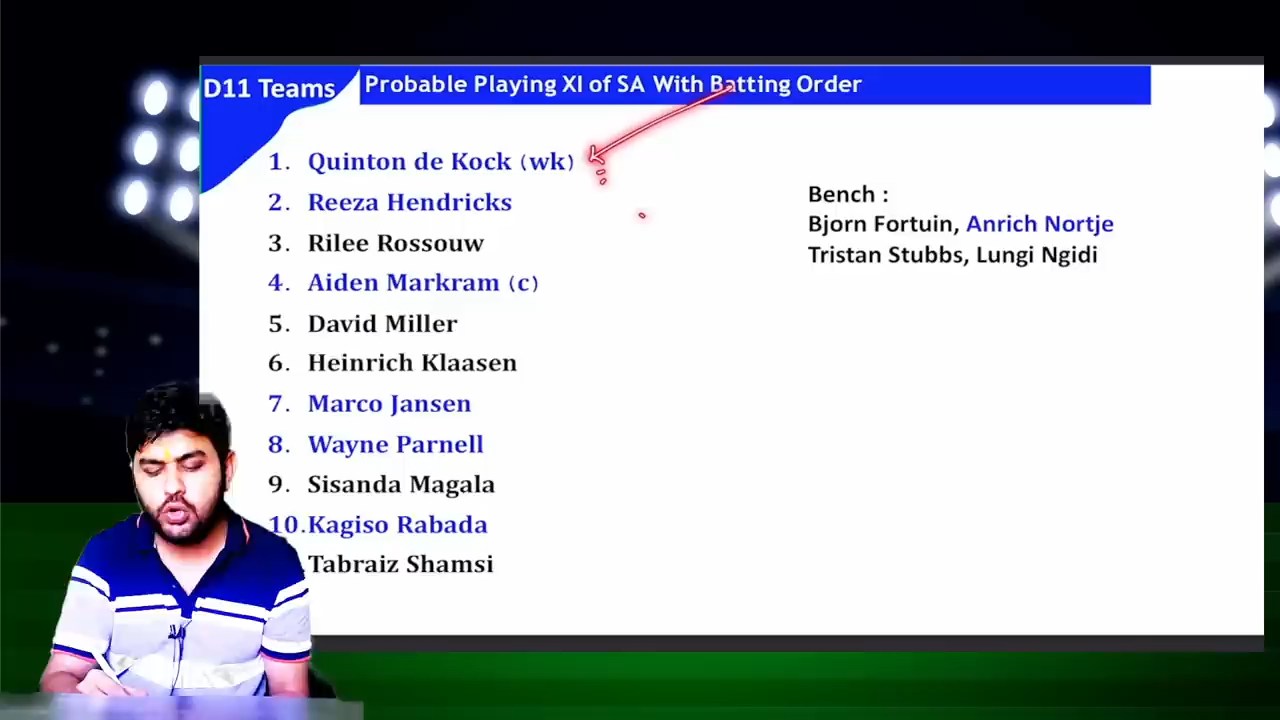 D11 Teams
Probable Playing XI of SA With Batting Order
1. Quinton de Kock (wk)
2. Reeza Hendricks
3. Rilee Rossouw
4. Aiden Markram (c)
5. David Miller
6. Heinrich Klaasen
7. Marco Jansen
8. Wayne Parnell
9. Sisanda Magala
10. Kagiso Rabada
. Tabraiz Shamsi
Bench :
Bjorn Fortuin, Anrich Nortje
Tristan Stubbs, Lungi Ngidi